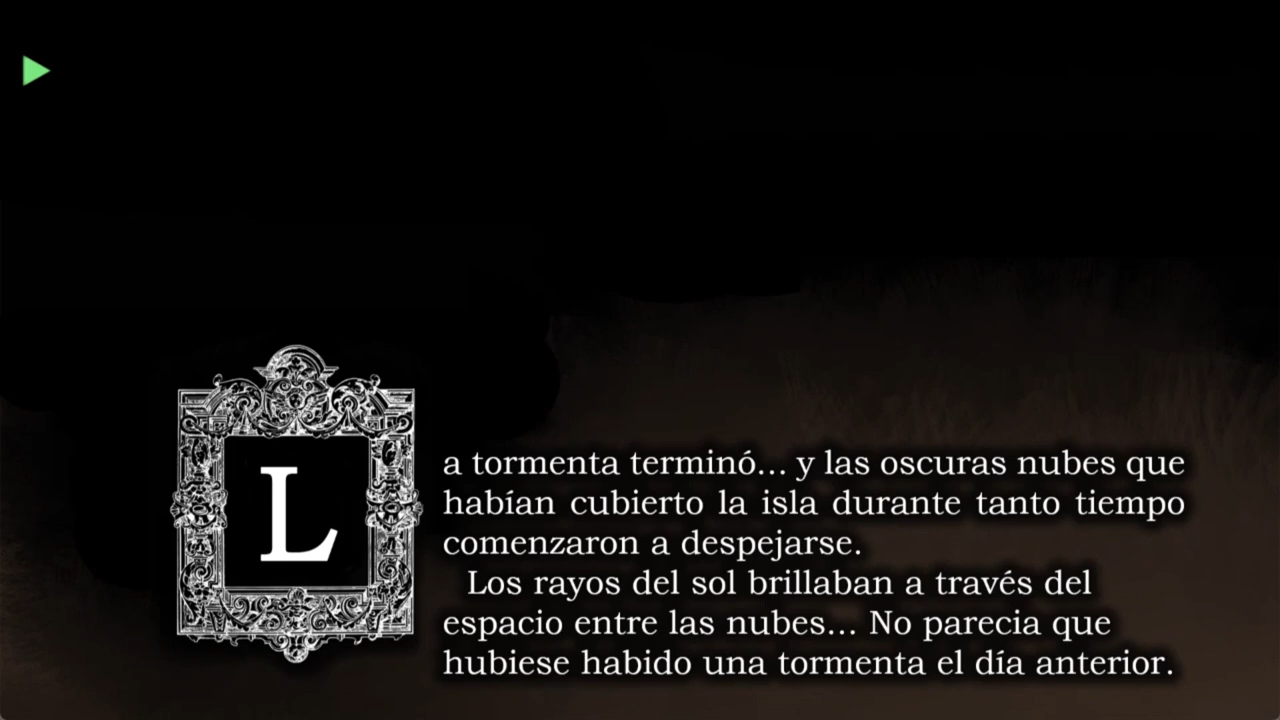 La tormenta terminó... y las oscuras nubes que
habían cubierto la isla durante tanto tiempo
comenzaron a despejarse.
Los rayos del sol brillaban a través del
espacio entre las nubes... No parecia que
hubiese habido una tormenta el día anterior.